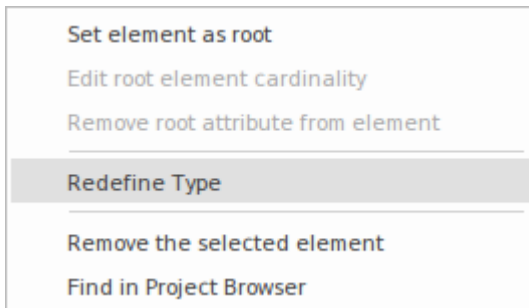 Set element as root
Edit root element cardinality
Remove root attribute from element
Redefine Type
Remove the selected element
Find in Project Browser